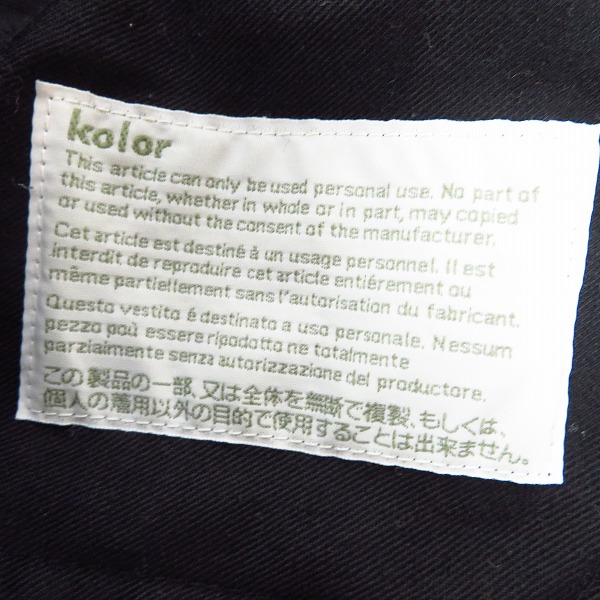 kolor
This article can only be used personal use. No part of
this article, whether in whole or in part, may copied
or used without the consent of the manufacturer.
Cet article est destiné à un usage personnel. Il est
interdit de reproduire cet article entiérement ou
même partiellement sans l'autorisation du fabricant.
Questo vestito é destinato a uso personale. Nessum
pezzo poù essere ripodotto ne totalmente
parzialmente senza autorizzazione del productore.
この製品の一部、又は全体を無断で複製、もしくは、
個人の着用以外の目的で使用することは出来ません。